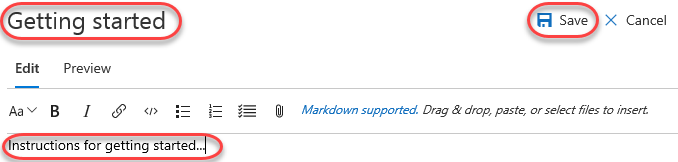 Getting started
Save
Cancel
Edit
Preview
Aa
B
I
Markdown supported. Drag & drop, paste, or select files to insert.
Instructions for getting started...